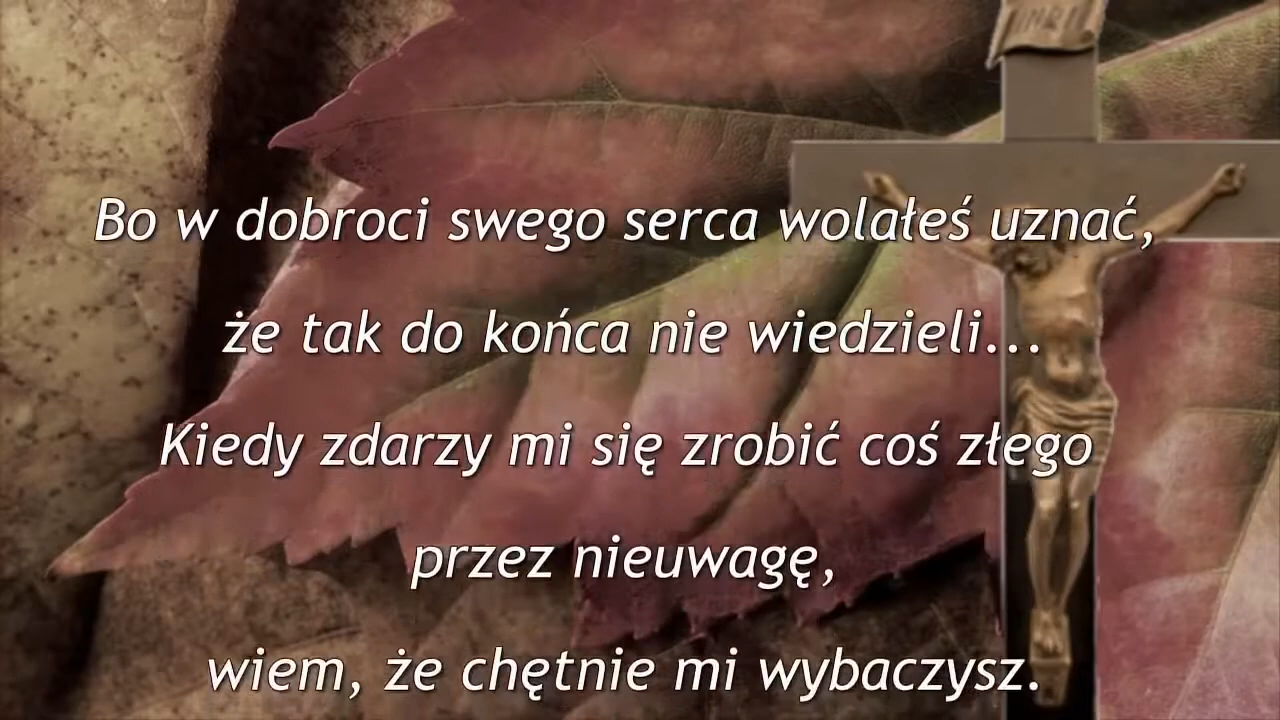 INRI
Bo w dobroci swego serca wolałeś uznać,
że tak do końca nie wiedzieli...
Kiedy zdarzy mi się zrobić coś złego
przez nieuwagę,
wiem, że chętnie mi wybaczysz.